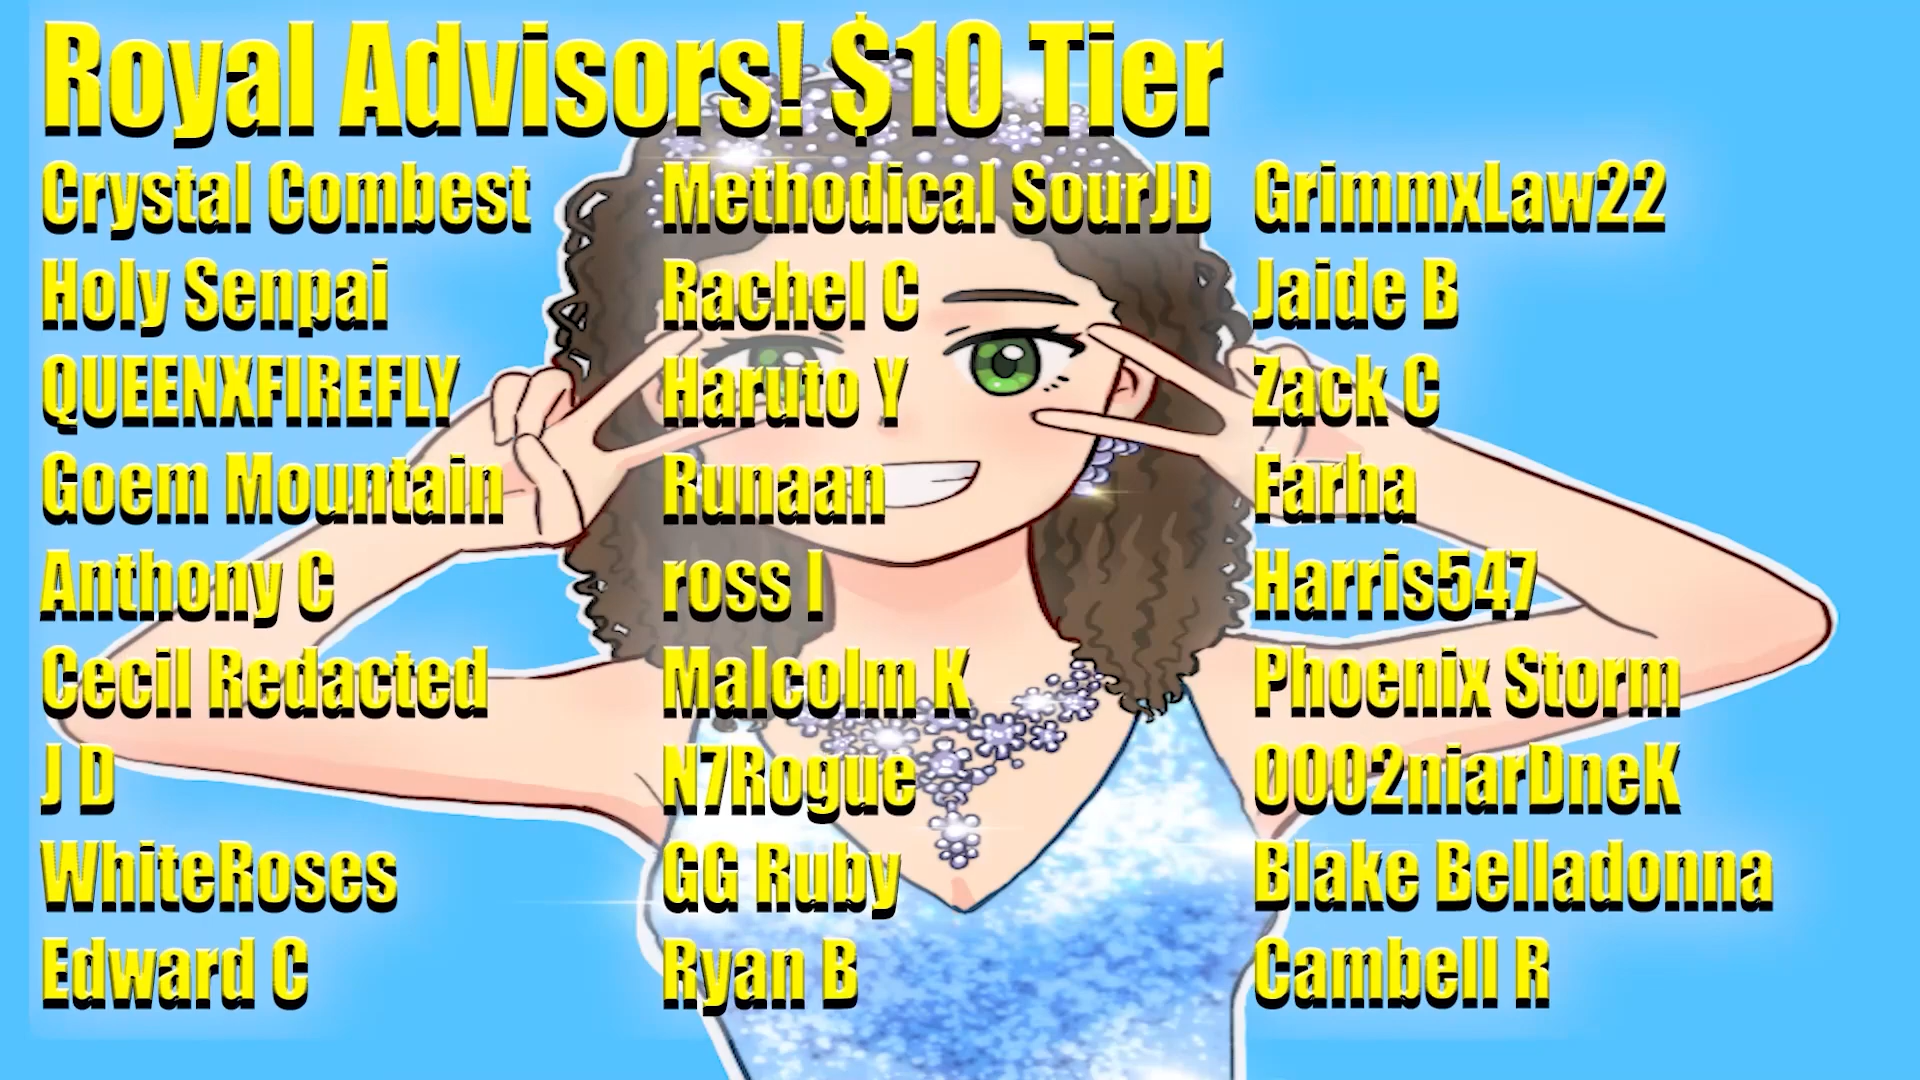 Royal Advisors! $10 Tier
Crystal Combest
Holy Senpai
QUEENXFIREFLY
Goem Mountain
Anthony C
Cecil Redacted
J D
WhiteRoses
Edward C
Methodical SourJD
Rachel C
Haruto Y
Runaan
ross I
Malcolm K
N7Rogue
GG Ruby
Ryan B
GrimmxLaw22
Jaide B
Zack C
Farha
Harris547
Phoenix Storm
0002niarDneK
Blake Belladonna
Cambell R